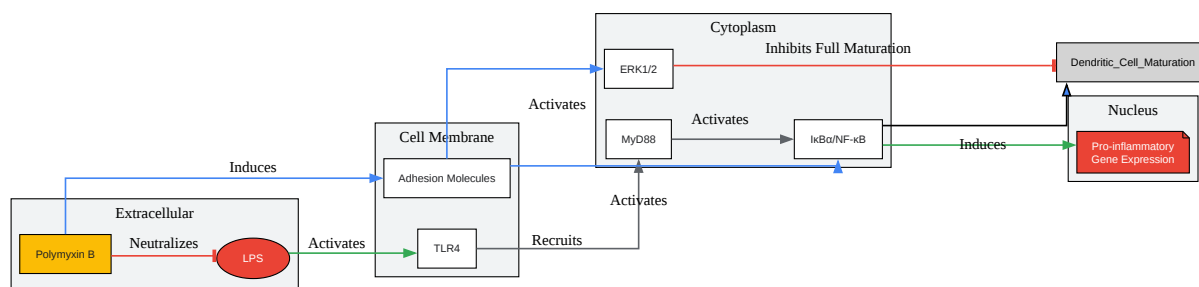 Cytoplasm
Inhibits Full Maturation
ERK1/2
Dendritic_Cell_Maturation
Activates
Nucleus
Activates
MyD88
IκBα/NF-κB
Induces
Pro-inflammatory
Gene Expression
Cell Membrane
Adhesion Molecules
Induces
Activates
Extracellular
Polymyxin B
Neutralizes
LPS
Activates
TLR4
Recruits